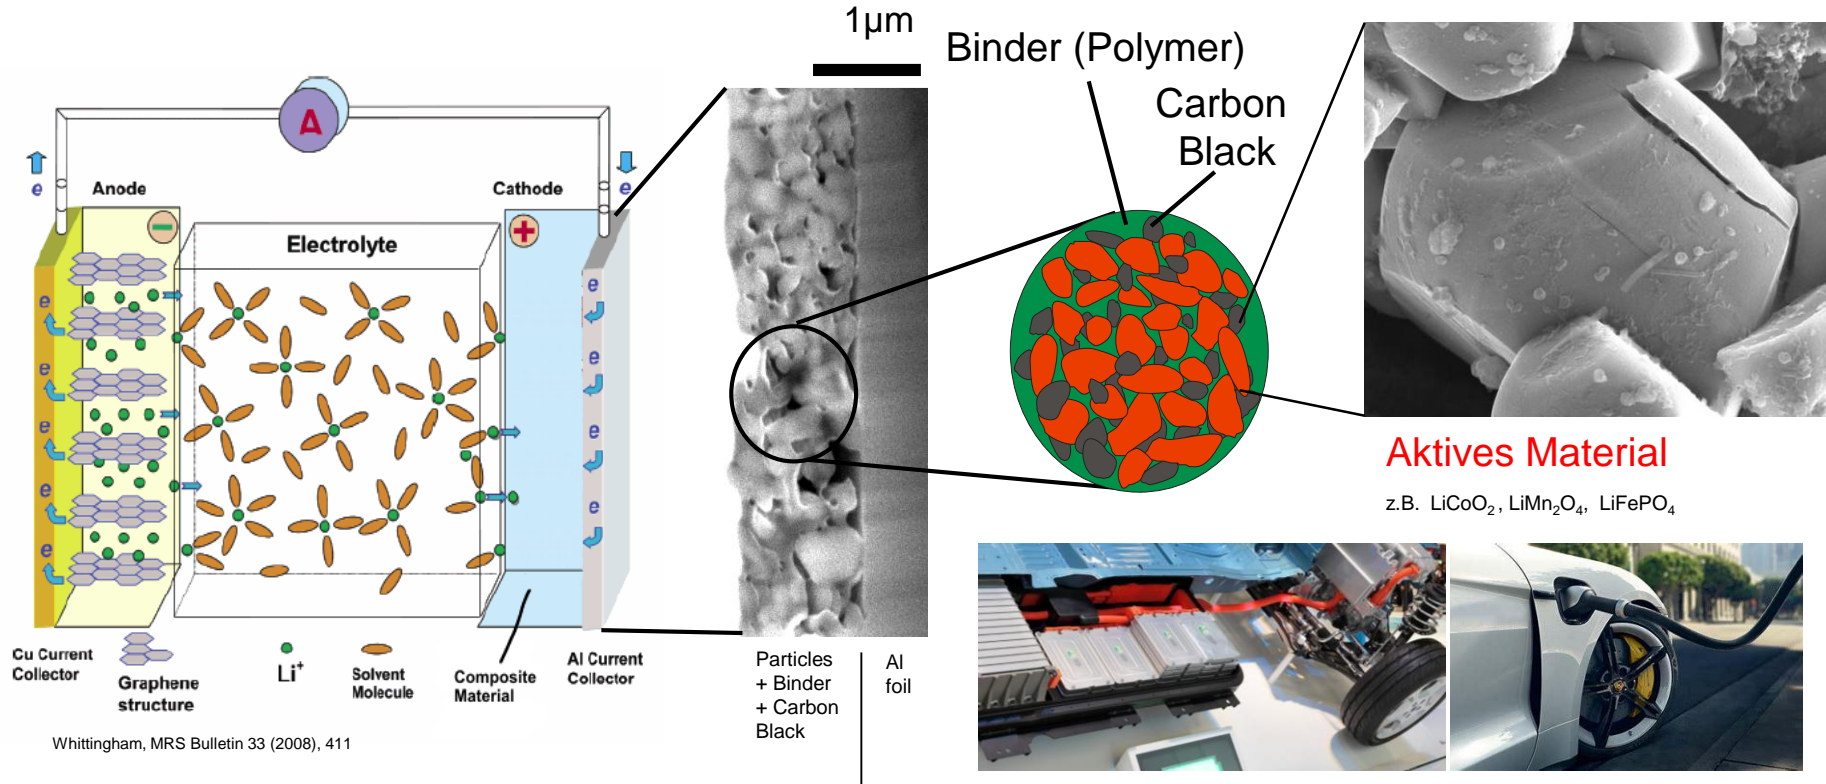 1µm
Binder (Polymer)
Carbon
Black
A
e
Anode
Cathode
e
Electrolyte
e
e
e
e
e
e
e
e
e
Cu Current
Collector
Graphene
structure
Li⁺
Solvent
Molecule
Composite
Material
Al Current
Collector
Particles
+ Binder
+ Carbon
Black
Al
foil
Aktives Material
z.B. LiCoO₂, LiMn₂O₄, LiFePO₄
Whittingham, MRS Bulletin 33 (2008), 411